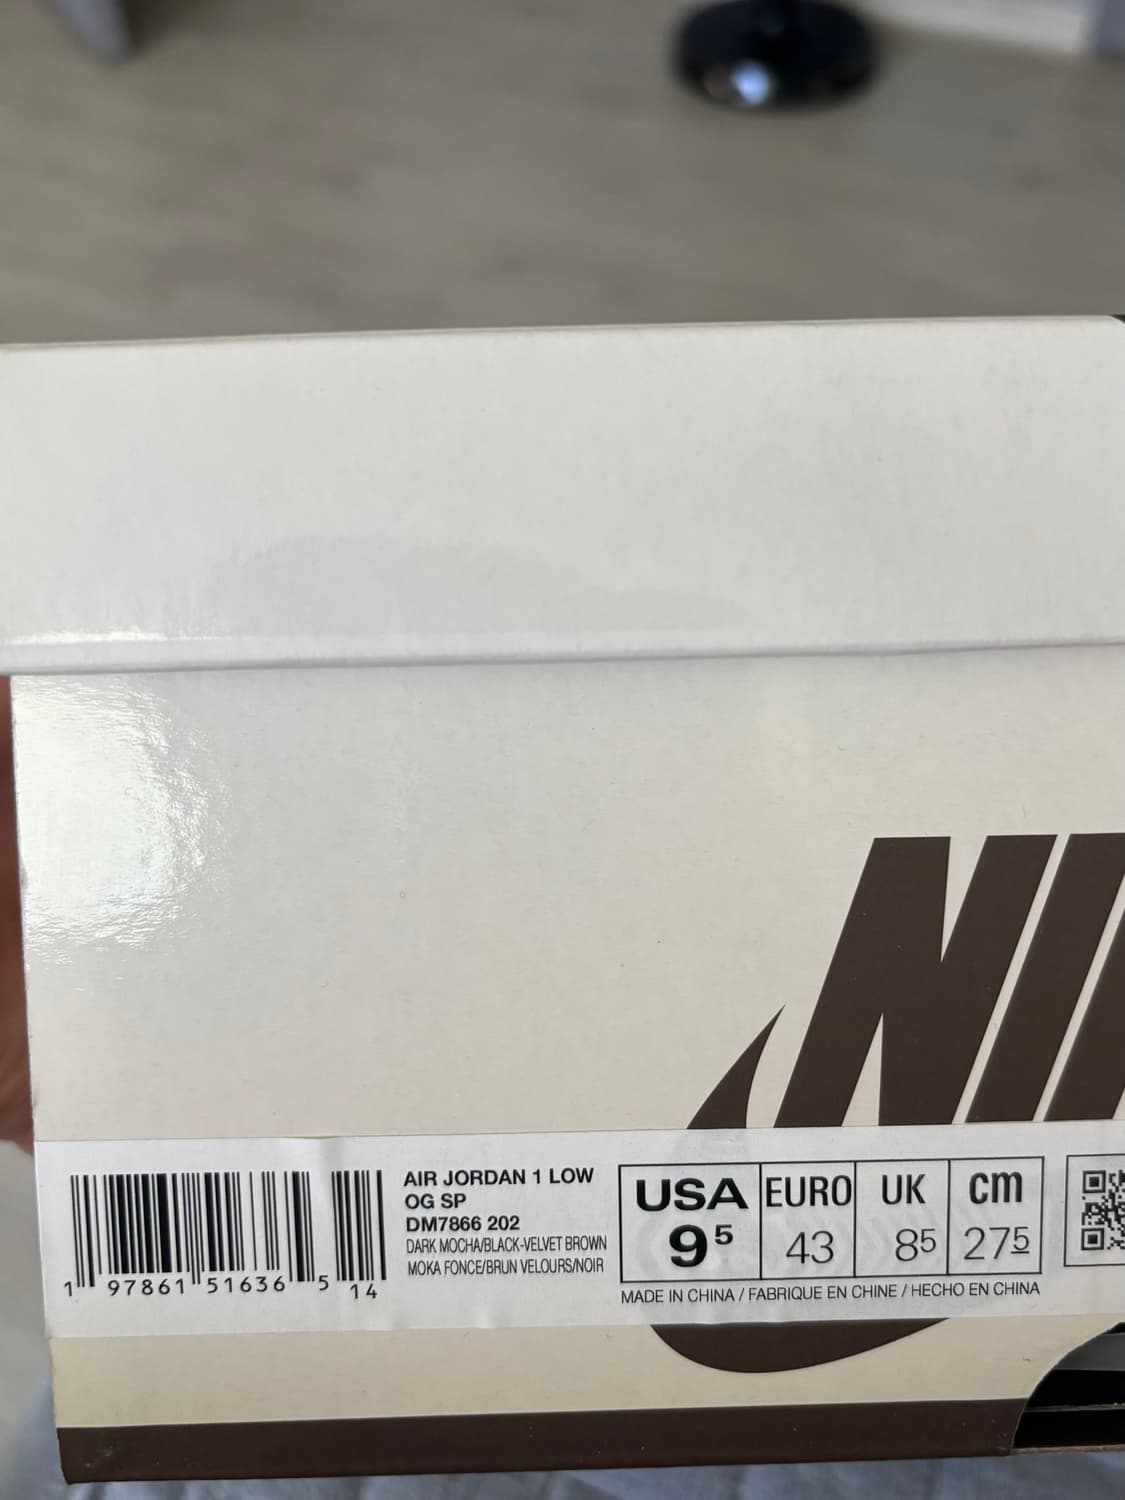 NIK
AIR JORDAN 1 LOW
OG SP
DM7866 202
DARK MOCHA/BLACK-VELVET BROWN
MOKA FONCE/BRUN VELOURS/NOIR
1 97861 51636 5 14
USA EURO UK cm
9⁵ 43 8⁵ 27⁵
MADE IN CHINA / FABRIQUE EN CHINE / HECHO EN CHINA